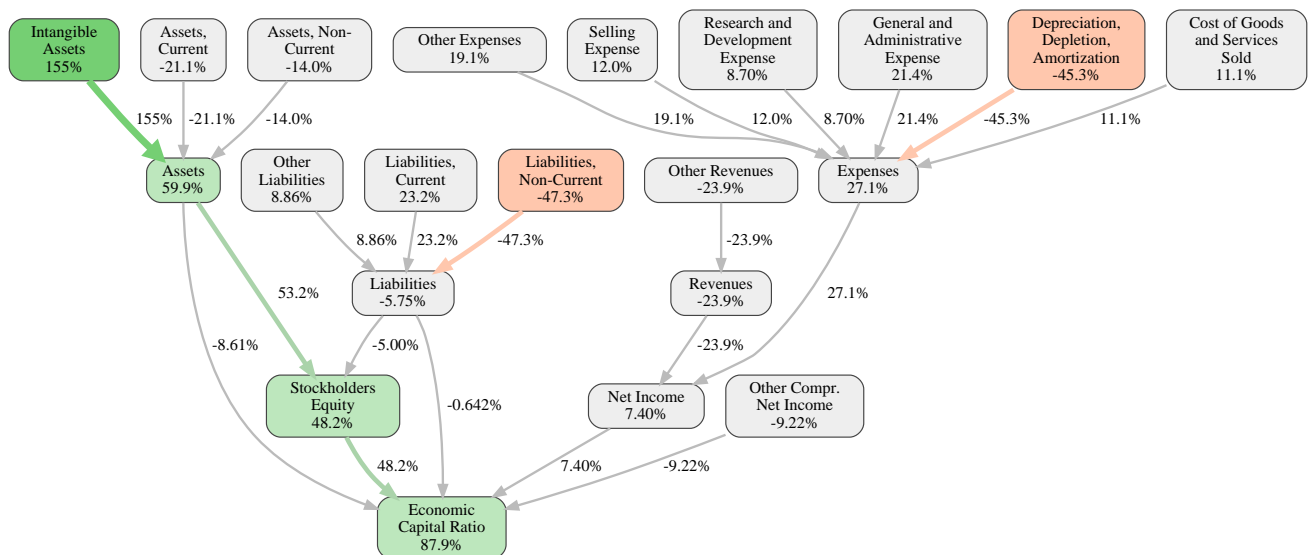 Intangible
Assets
155%
Assets,
Current
-21.1%
Assets, Non-
Current
-14.0%
Other Expenses
19.1%
Selling
Expense
12.0%
Research and
Development
Expense
8.70%
General and
Administrative
Expense
21.4%
Depreciation,
Depletion,
Amortization
-45.3%
Cost of Goods
and Services
Sold
11.1%
155%
-21.1%
-14.0%
19.1%
12.0%
8.70%
21.4%
-45.3%
11.1%
Assets
59.9%
Other
Liabilities
8.86%
Liabilities,
Current
23.2%
Liabilities,
Non-Current
-47.3%
Other Revenues
-23.9%
Expenses
27.1%
8.86%
23.2%
-47.3%
-23.9%
53.2%
Liabilities
-5.75%
Revenues
-23.9%
27.1%
-8.61%
-5.00%
-23.9%
Stockholders
Equity
48.2%
-0.642%
Net Income
7.40%
Other Compr.
Net Income
-9.22%
48.2%
7.40%
-9.22%
Economic
Capital Ratio
87.9%